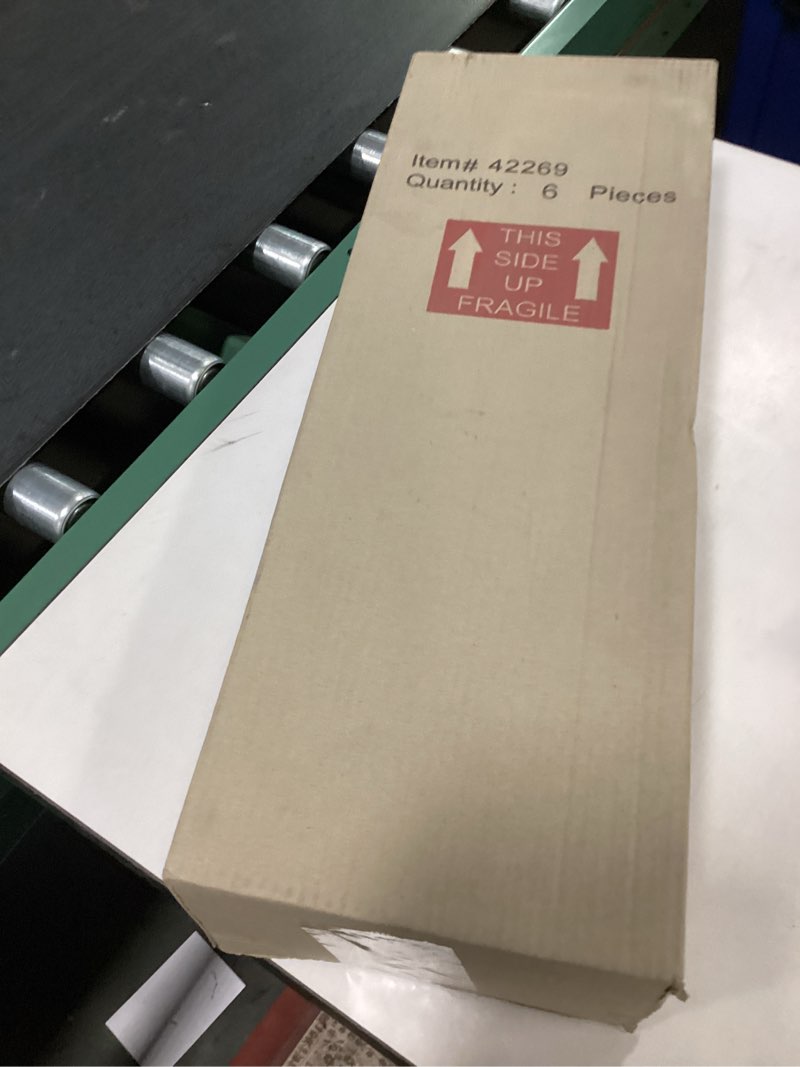 Item# 42269
Quantity : 6 Pieces
THIS
SIDE
UP
FRAGILE